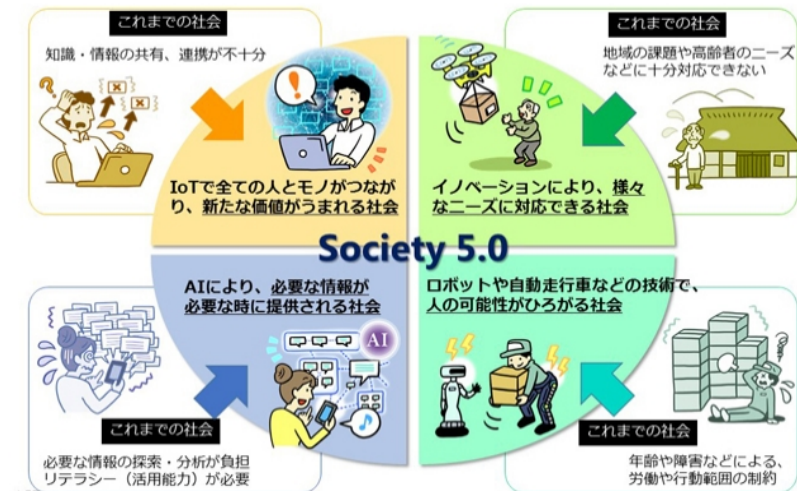 これまでの社会
知識・情報の共有、連携が不十分
IoTで全ての人とモノがつなが
り、新たな価値がうまれる社会
これまでの社会
地域の課題や高齢者のニーズ
などに十分対応できない
イノベーションにより、様々
なニーズに対応できる社会
Society 5.0
AIにより、必要な情報が
必要な時に提供される社会
AI
これまでの社会
必要な情報の探索・分析が負担
リテラシー（活用能力）が必要
ロボットや自動走行車などの技術で、
人の可能性がひろがる社会
これまでの社会
年齢や障害などによる、
労働や行動範囲の制約